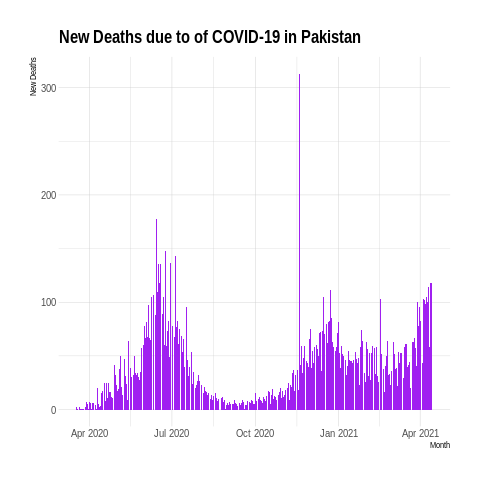 New Deaths due to of COVID-19 in Pakistan
New Deaths
300
200
100
0
Apr 2020 Jul 2020 Oct 2020 Jan 2021 Apr 2021
Month